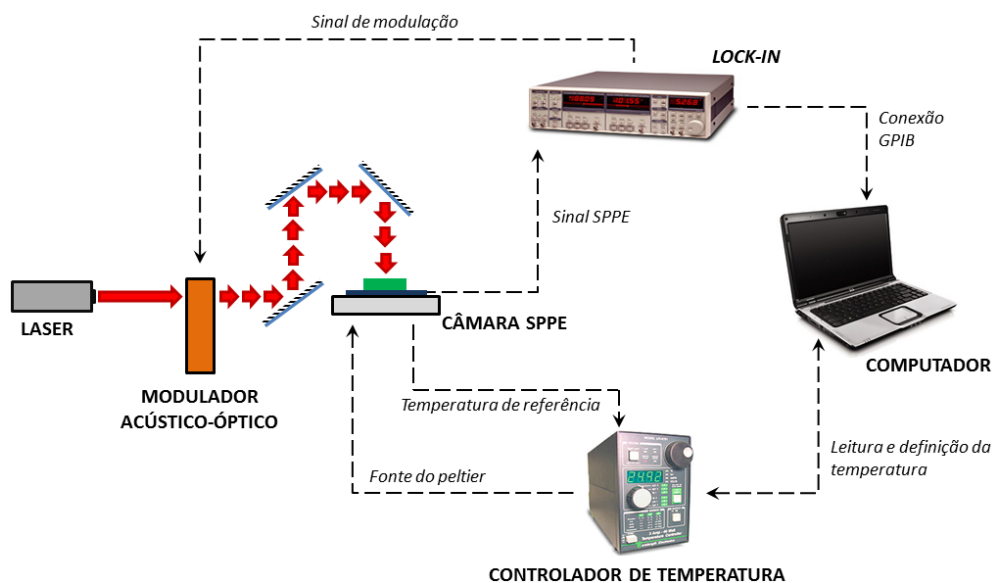 Sinal de modulação
LOCK-IN
Conexão
GPIB
Sinal SPPE
LASER
CÂMARA SPPE
COMPUTADOR
MODULADOR
ACÚSTICO-ÓPTICO
Temperatura de referência
Leitura e definição da
temperatura
Fonte do peltier
2492
CONTROLADOR DE TEMPERATURA